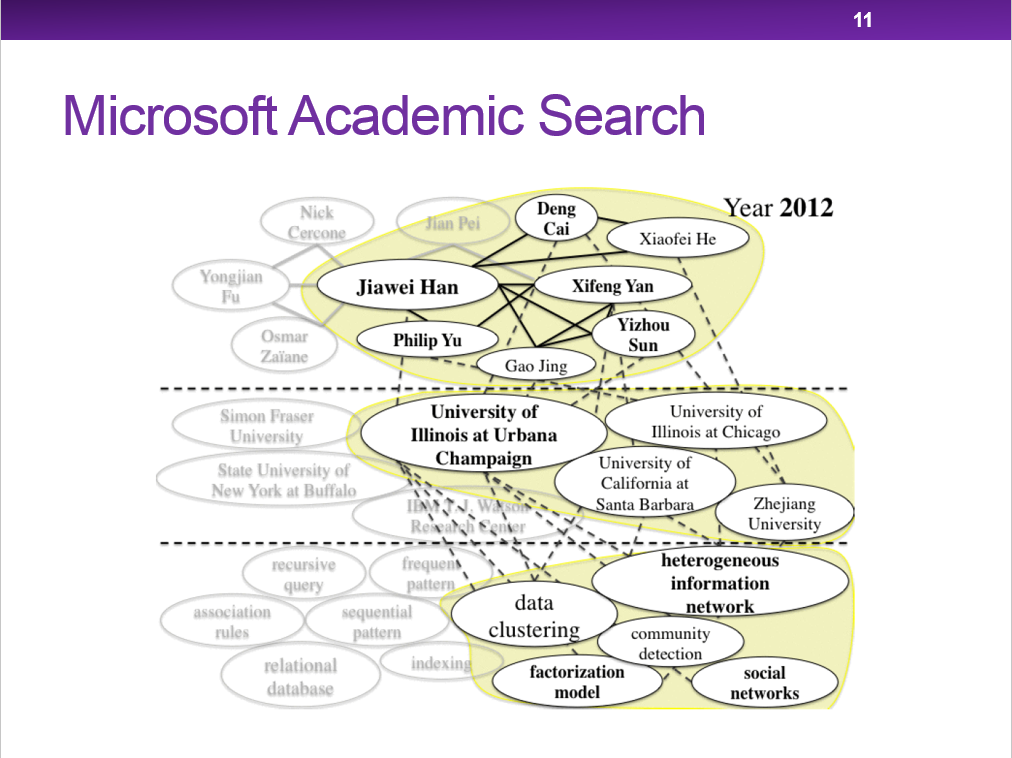 11
Microsoft Academic Search
Year 2012
Nick
Cercone
Jian Pei
Deng
Cai
Xiaofei He
Yongjian
Fu
Jiawei Han
Xifeng Yan
Osmar
Zaïane
Philip Yu
Yizhou
Sun
Gao Jing
Simon Fraser
University
University of
Illinois at Urbana
Champaign
University of
Illinois at Chicago
State University of
New York at Buffalo
University of
California at
Santa Barbara
IBM T. J. Watson
Research Center
Zhejiang
University
recursive
query
frequent
pattern
heterogeneous
information
network
association
rules
sequential
pattern
data
clustering
community
detection
relational
database
indexing
factorization
model
social
networks